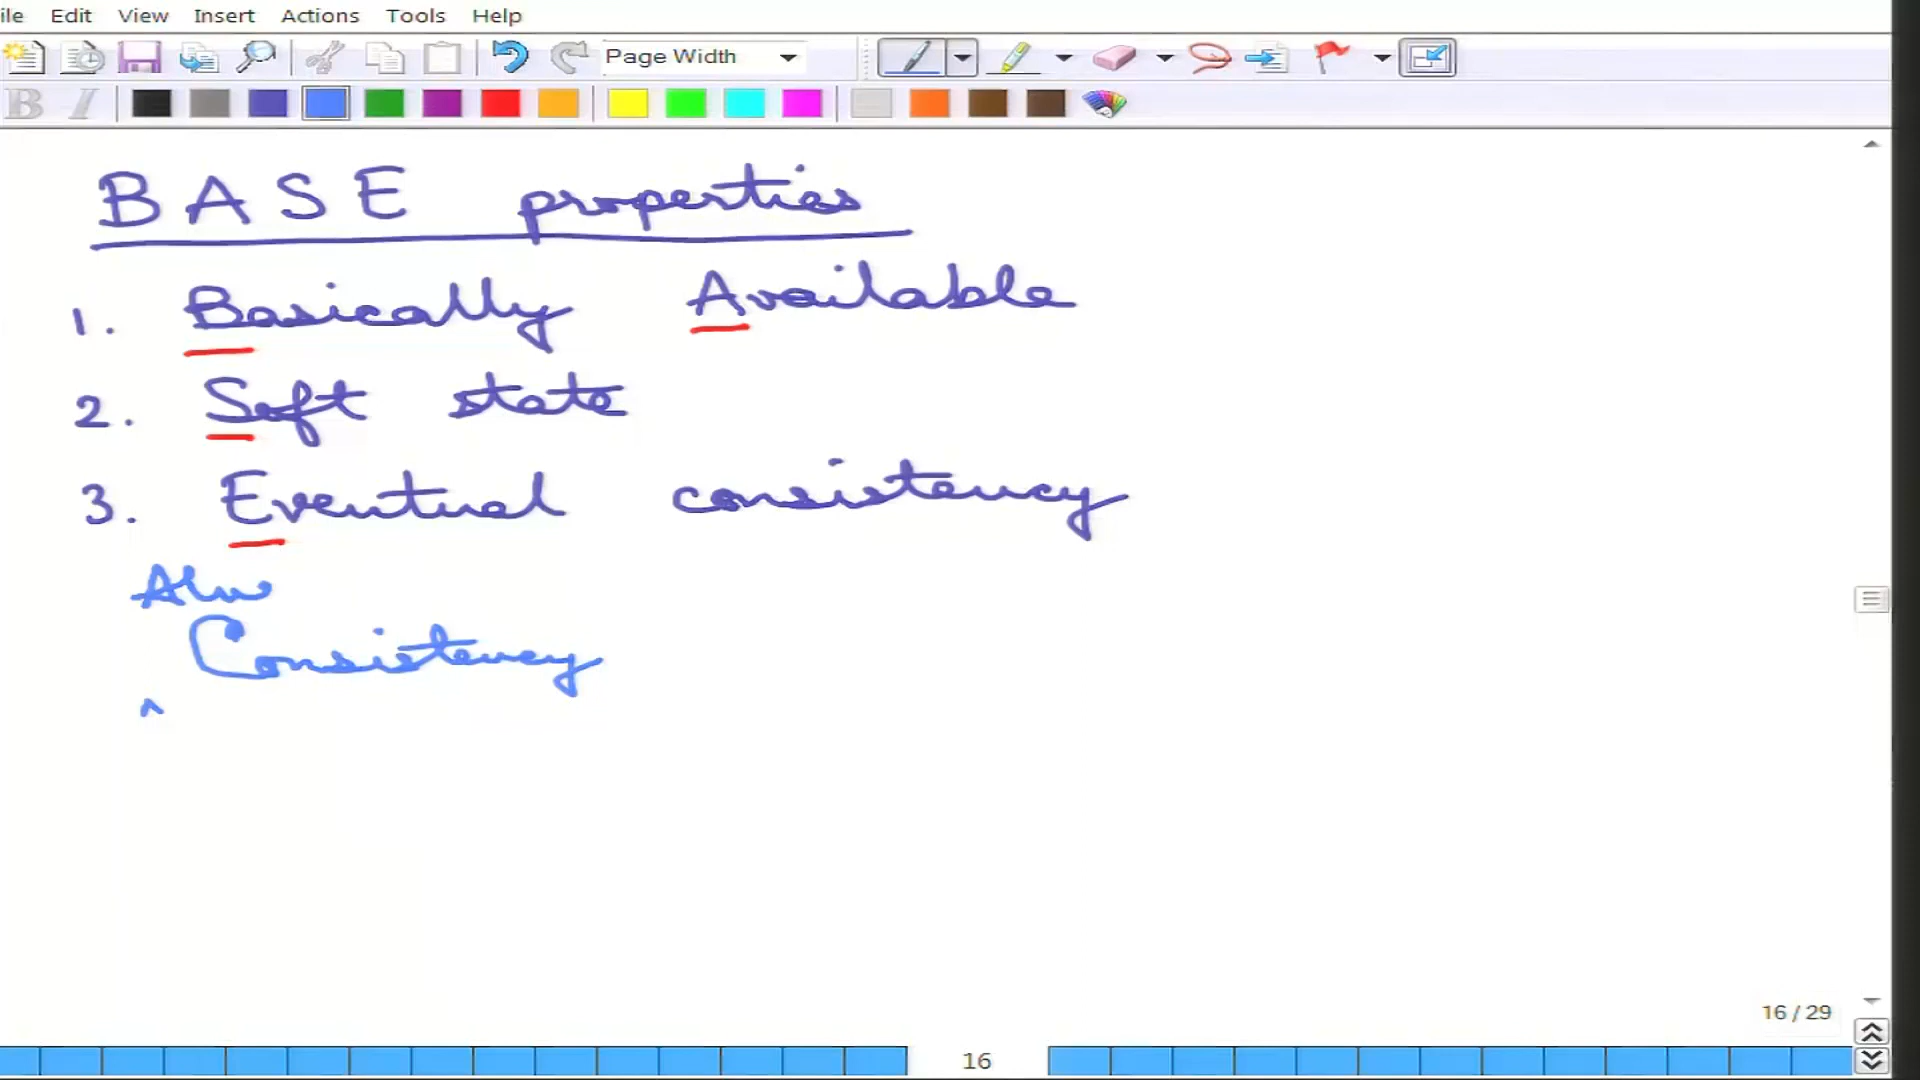 ile Edit View Insert Actions Tools Help
Page Width
B I
BASE properties
1. Basically Available
2. Soft state
3. Eventual consistency
Also
Consistency
16 / 29
16